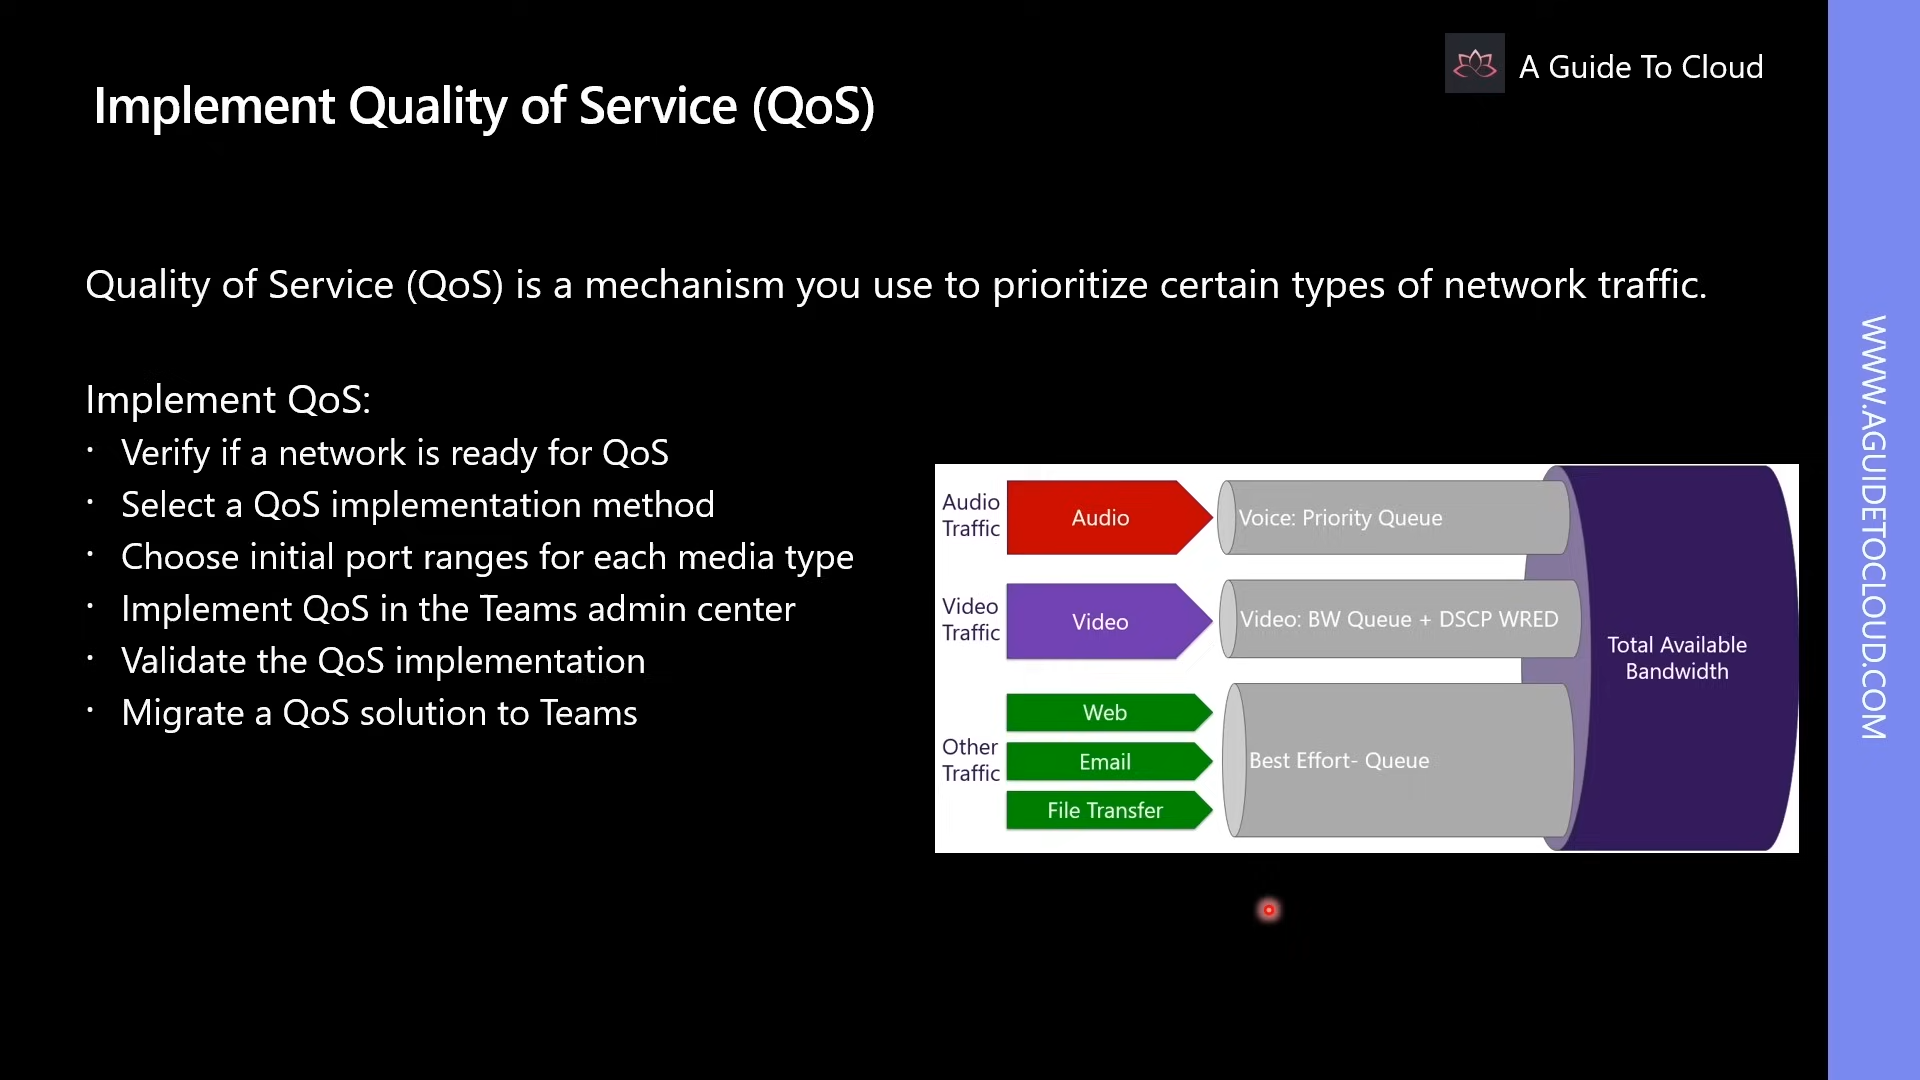 A Guide To Cloud
Implement Quality of Service (QoS)
Quality of Service (QoS) is a mechanism you use to prioritize certain types of network traffic.
Implement QoS:
· Verify if a network is ready for QoS
· Select a QoS implementation method
· Choose initial port ranges for each media type
· Implement QoS in the Teams admin center
· Validate the QoS implementation
· Migrate a QoS solution to Teams
Audio
Traffic
Audio
Voice: Priority Queue
Video
Traffic
Video
Video: BW Queue + DSCP WRED
Other
Traffic
Web
Email
File Transfer
Best Effort- Queue
Total Available
Bandwidth
WWW.AGUIDETOCLOUD.COM